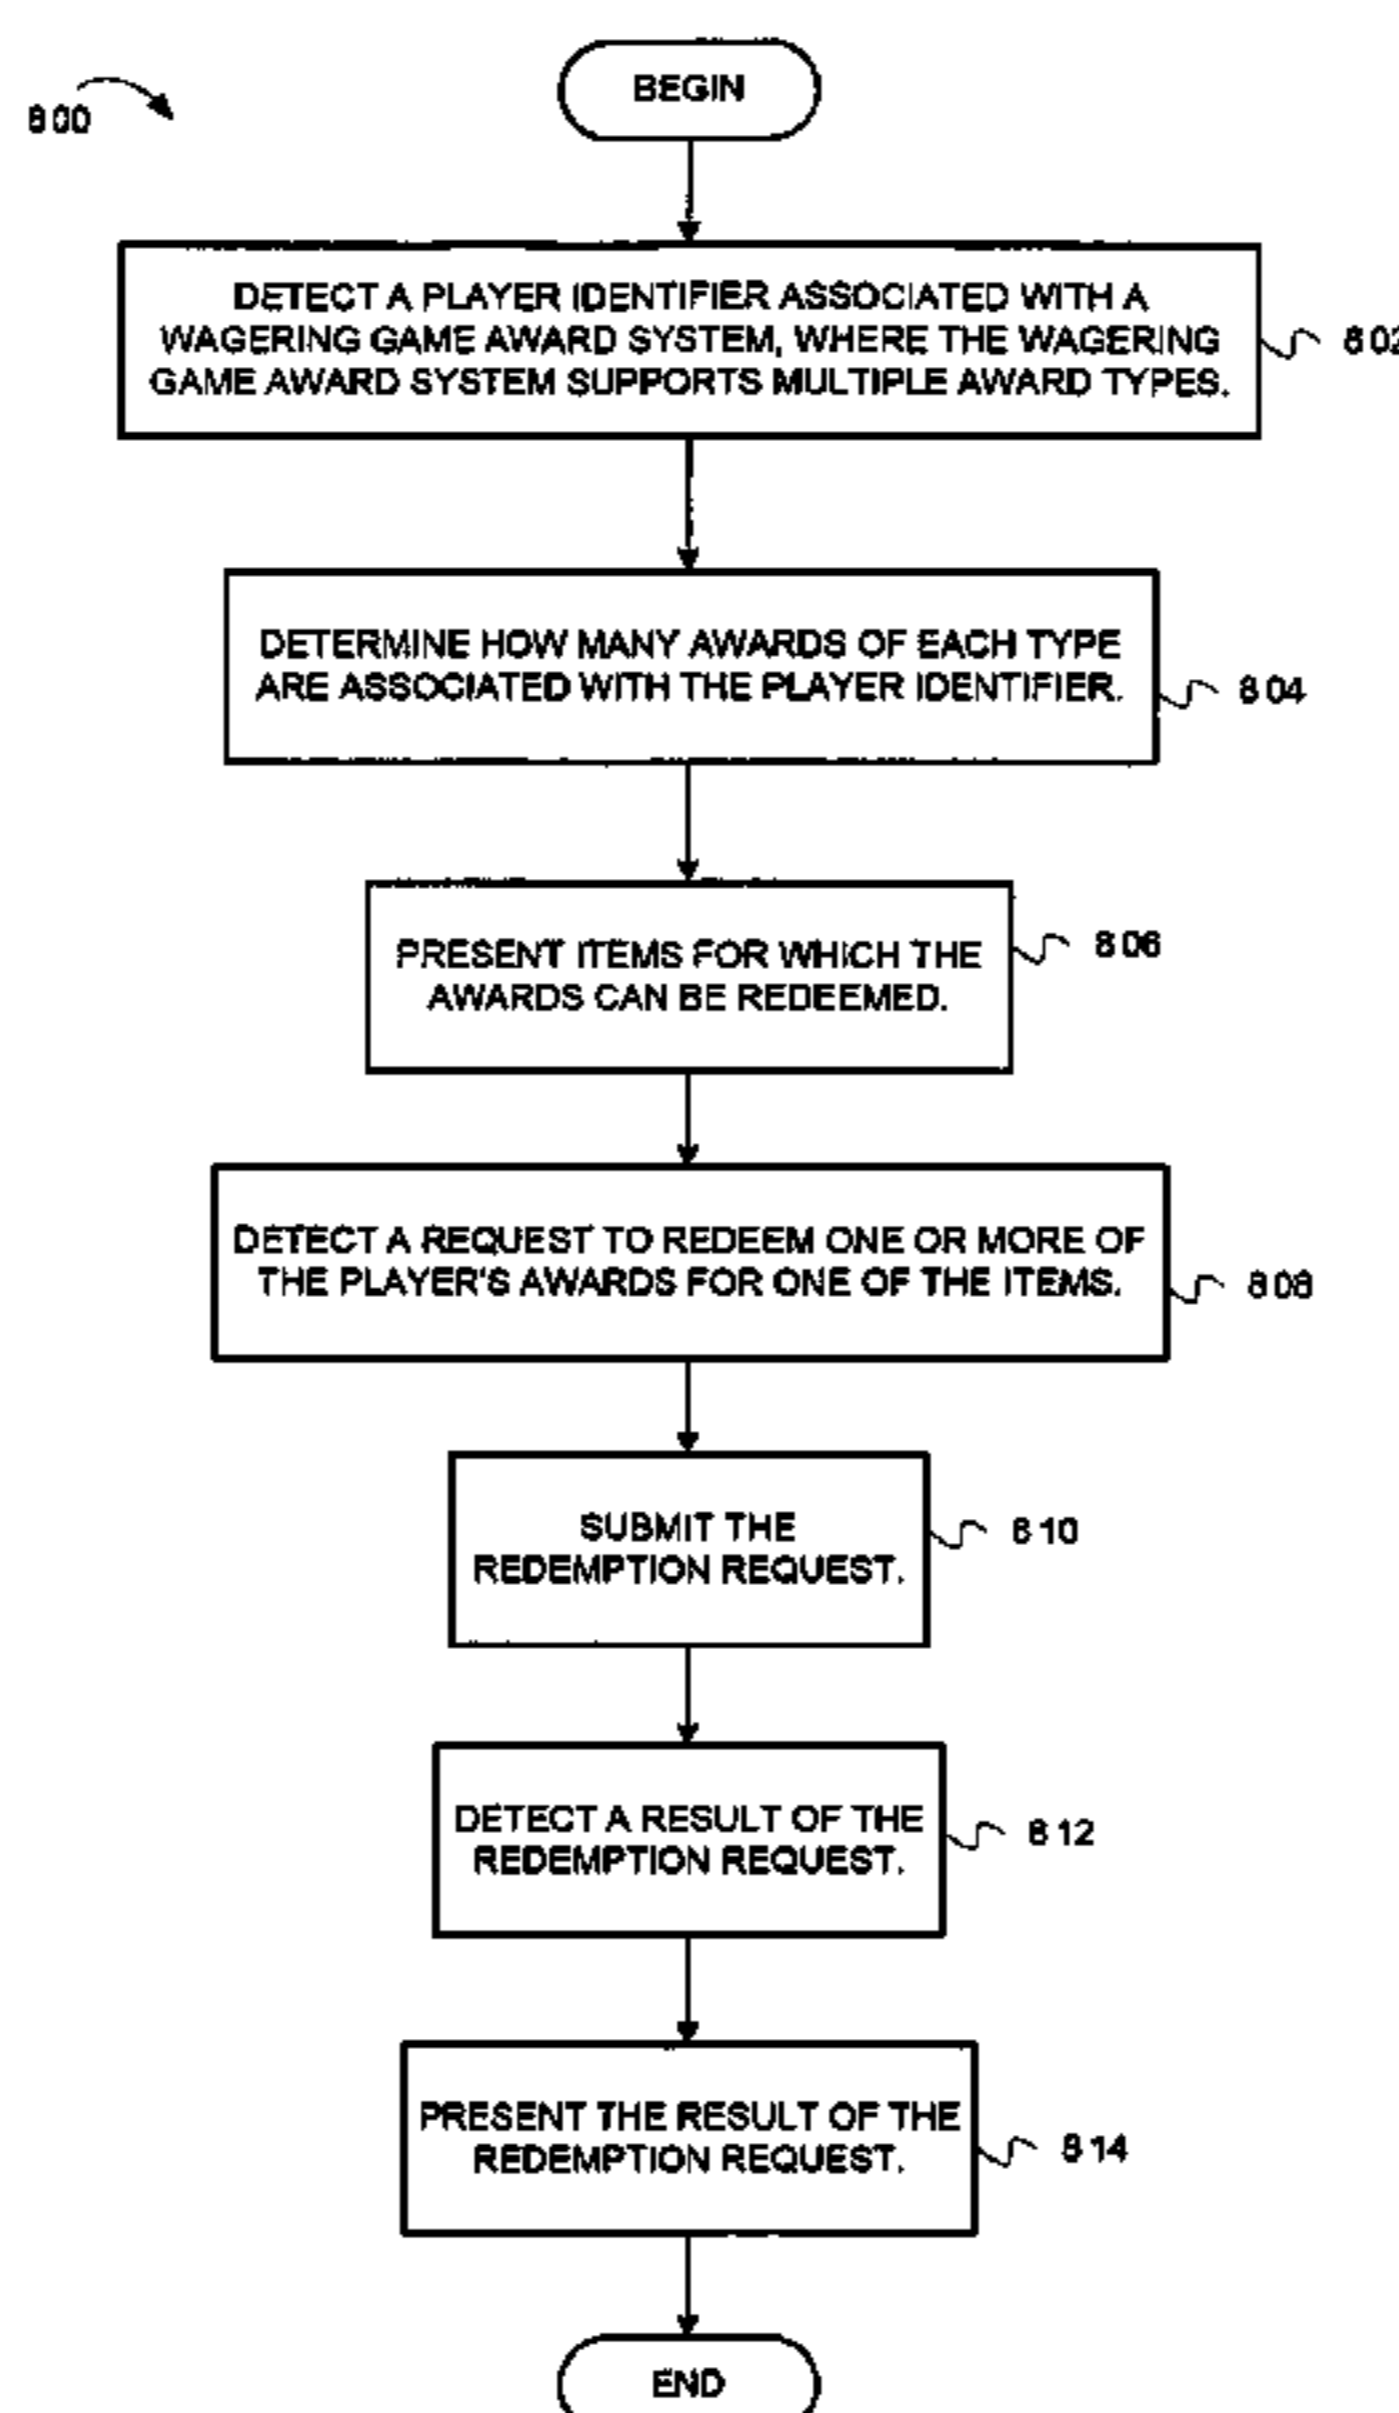 BEGIN
800
DETECT A PLAYER IDENTIFIER ASSOCIATED WITH A
WAGERING GAME AWARD SYSTEM, WHERE THE WAGERING
GAME AWARD SYSTEM SUPPORTS MULTIPLE AWARD TYPES.
802
DETERMINE HOW MANY AWARDS OF EACH TYPE
ARE ASSOCIATED WITH THE PLAYER IDENTIFIER.
804
PRESENT ITEMS FOR WHICH THE
AWARDS CAN BE REDEEMED.
806
DETECT A REQUEST TO REDEEM ONE OR MORE OF
THE PLAYER'S AWARDS FOR ONE OF THE ITEMS.
808
SUBMIT THE
REDEMPTION REQUEST.
810
DETECT A RESULT OF THE
REDEMPTION REQUEST.
812
PRESENT THE RESULT OF THE
REDEMPTION REQUEST.
814
END